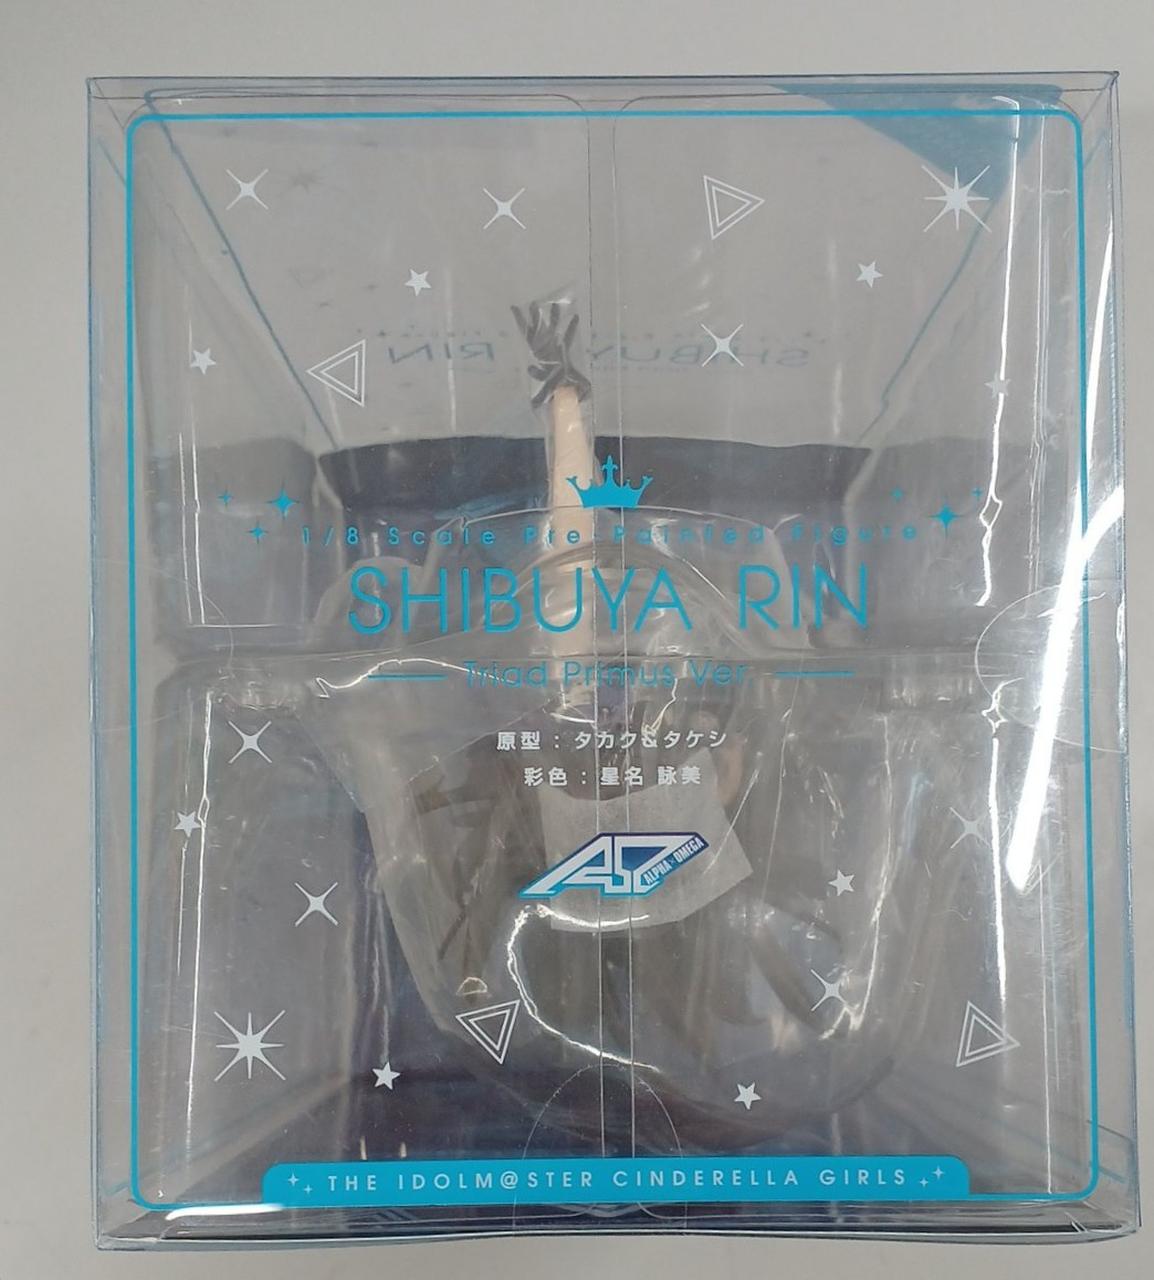 1/8 Scale Pre-Painted Figure
SHIBUYA RIN
Triad Primus Ver.
原型：タカク&タケシ
彩色：星名 詠美
AΩ ALPHA×OMEGA
THE IDOLM@STER CINDERELLA GIRLS